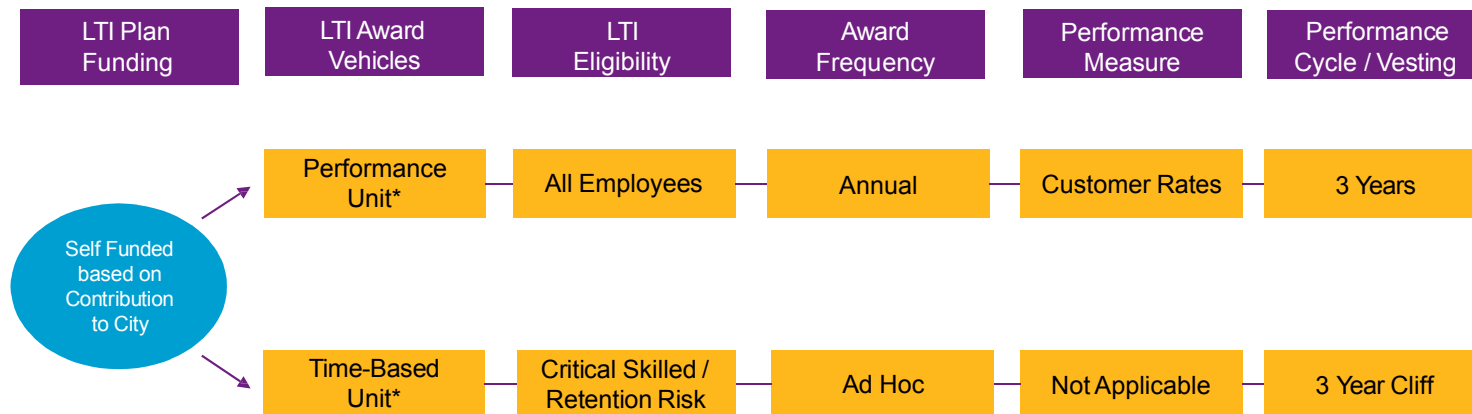 LTI Plan
Funding
LTI Award
Vehicles
LTI
Eligibility
Award
Frequency
Performance
Measure
Performance
Cycle / Vesting
Self Funded
based on
Contribution
to City
Performance
Unit*
All Employees
Annual
Customer Rates
3 Years
Time-Based
Unit*
Critical Skilled /
Retention Risk
Ad Hoc
Not Applicable
3 Year Cliff